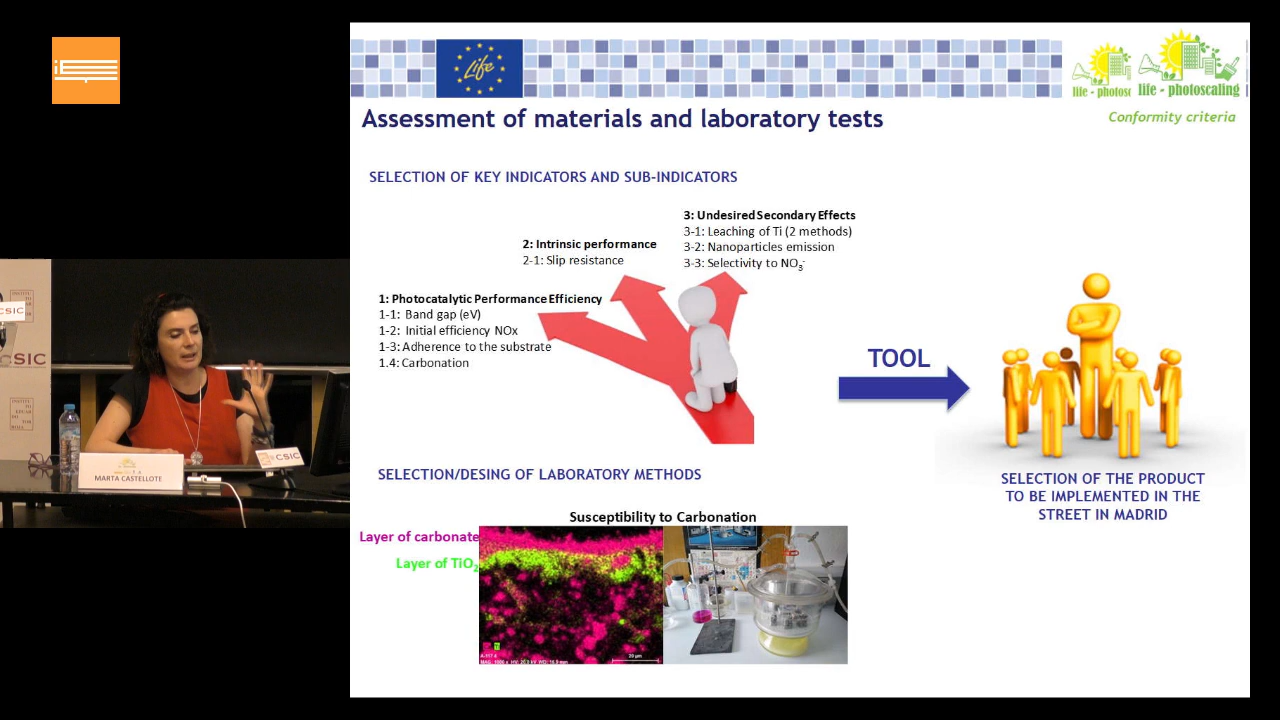 Life
life - photosc
life - photoscaling
Assessment of materials and laboratory tests
Conformity criteria
SELECTION OF KEY INDICATORS AND SUB-INDICATORS
3: Undesired Secondary Effects
3-1: Leaching of Ti (2 methods)
3-2: Nanoparticles emission
3-3: Selectivity to NO3-
2: Intrinsic performance
2-1: Slip resistance
1: Photocatalytic Performance Efficiency
1-1: Band gap (eV)
1-2: Initial efficiency NOx
1-3: Adherence to the substrate
1.4: Carbonation
TOOL
SELECTION OF THE PRODUCT
TO BE IMPLEMENTED IN THE
STREET IN MADRID
SELECTION/DESING OF LABORATORY METHODS
Susceptibility to Carbonation
Layer of carbonate
Layer of TiO2
20 µm
CSIC
CSIC
MARTA CASTELLOTE
CSIC